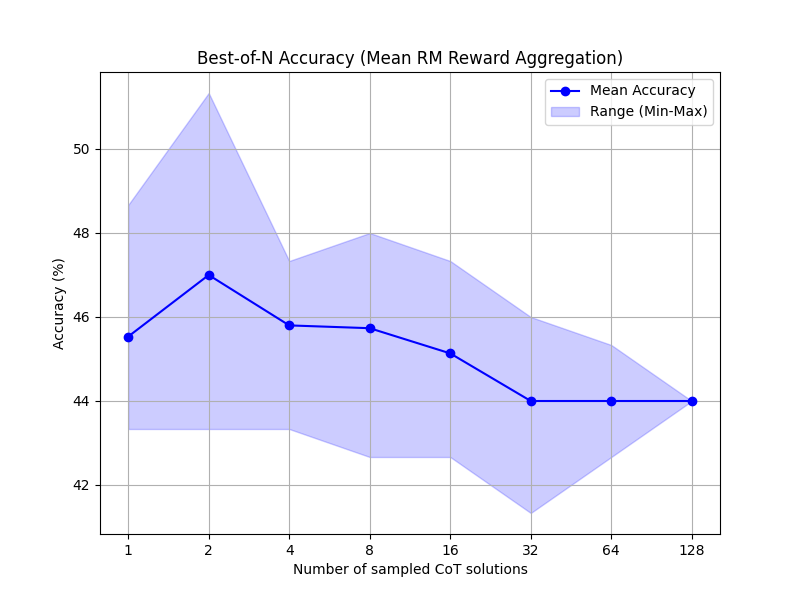 Best-of-N Accuracy (Mean RM Reward Aggregation)
Mean Accuracy
Range (Min-Max)
Accuracy (%)
50
48
46
44
42
1 2 4 8 16 32 64 128
Number of sampled CoT solutions